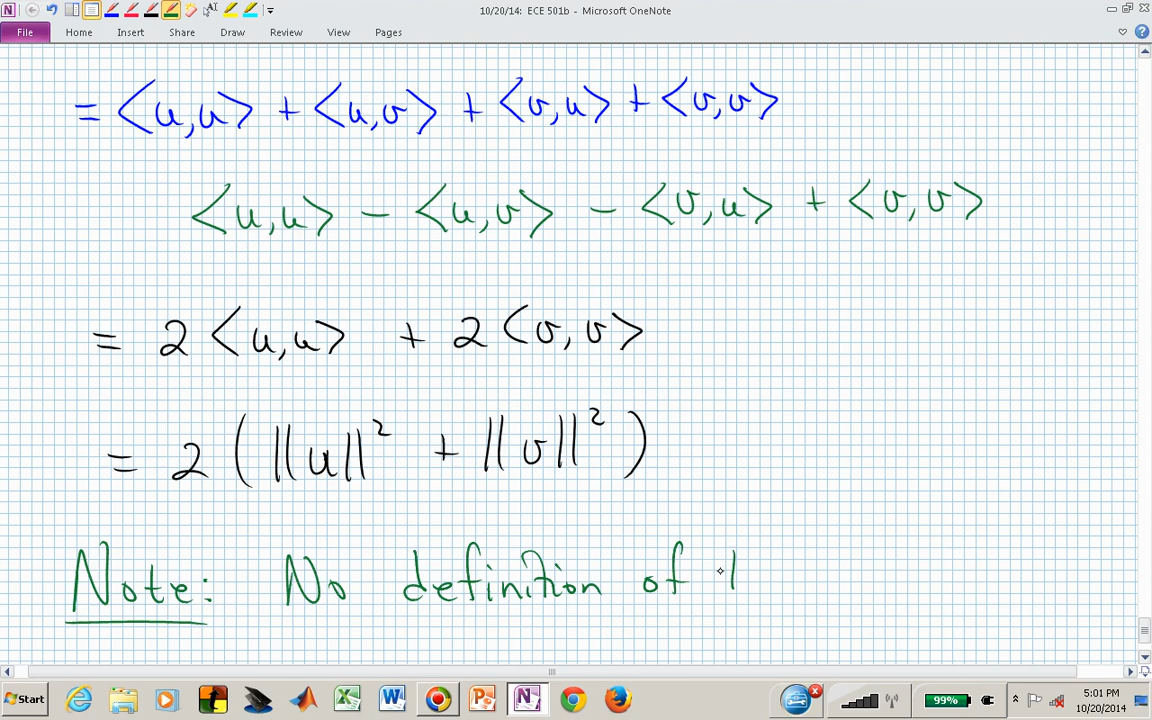 10/20/14: ECE 501b - Microsoft OneNote
File Home Insert Share Draw Review View Pages
= <u,u> + <u,v> + <v,u> + <v,v>
<u,u> - <u,v> - <v,u> + <v,v>
= 2 <u,u> + 2 <v,v>
= 2 ( ||u||² + ||v||² )
Note: No definition of
99%
5:01 PM
Start
10/20/2014